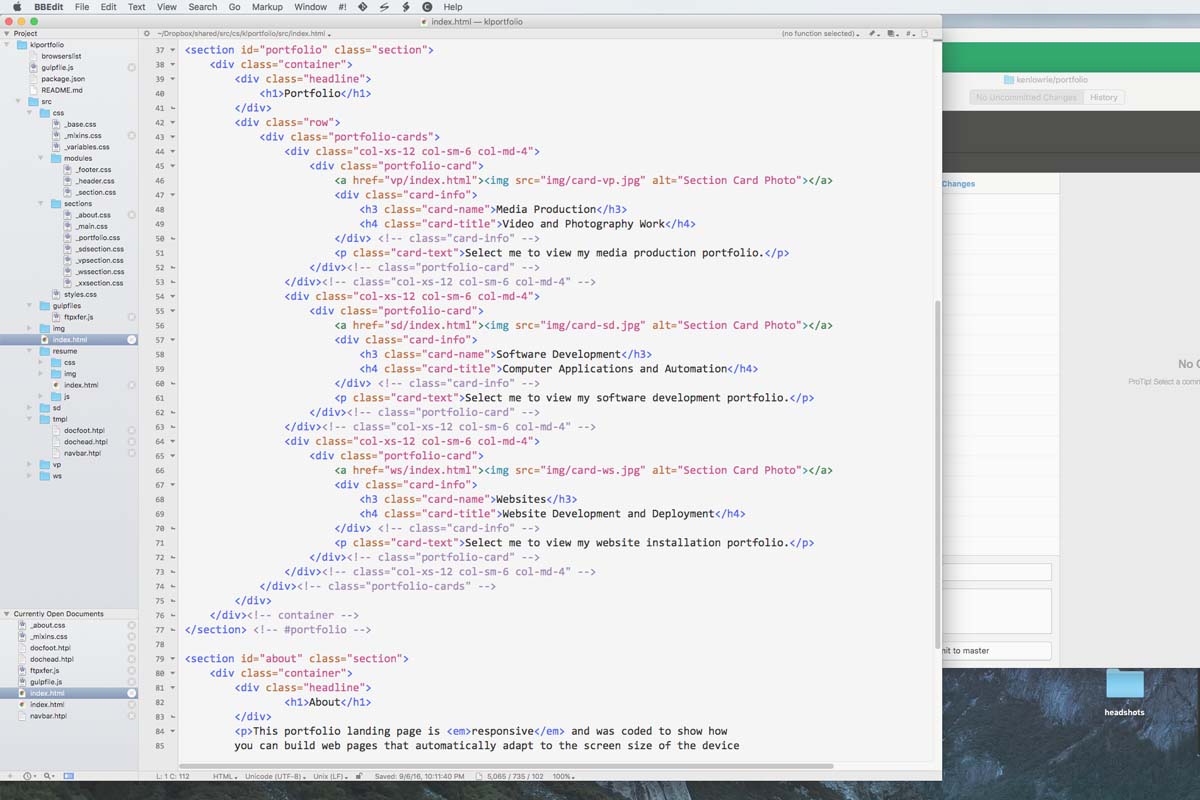 BBEdit File Edit Text View Search Go Markup Window #! Help
index.html — klportfolio
Project
klportfolio
browserslist
gulpfile.js
package.json
README.md
src
css
_base.css
_mixins.css
_variables.css
modules
_footer.css
_header.css
_section.css
sections
_about.css
_main.css
_portfolio.css
_sdsection.css
_vpsection.css
_wssection.css
_xxsection.css
styles.css
gulpfiles
ftpxfer.js
img
index.html
resume
css
img
index.html
js
sd
tmpl
docfoot.htpl
dochead.htpl
navbar.htpl
vp
ws
Currently Open Documents
_about.css
_mixins.css
docfoot.htpl
dochead.htpl
ftpxfer.js
gulpfile.js
index.html
index.html
navbar.htpl
~/Dropbox/shared/src/cs/klportfolio/src/index.html
(no function selected)
37 <section id="portfolio" class="section">
38 <div class="container">
39 <div class="headline">
40 <h1>Portfolio</h1>
41 </div>
42 <div class="row">
43 <div class="portfolio-cards">
44 <div class="col-xs-12 col-sm-6 col-md-4">
45 <div class="portfolio-card">
46 <a href="vp/index.html"><img src="img/card-vp.jpg" alt="Section Card Photo"></a>
47 <div class="card-info">
48 <h3 class="card-name">Media Production</h3>
49 <h4 class="card-title">Video and Photography Work</h4>
50 </div> <!-- class="card-info" -->
51 <p class="card-text">Select me to view my media production portfolio.</p>
52 </div><!-- class="portfolio-card" -->
53 </div><!-- class="col-xs-12 col-sm-6 col-md-4" -->
54 <div class="col-xs-12 col-sm-6 col-md-4">
55 <div class="portfolio-card">
56 <a href="sd/index.html"><img src="img/card-sd.jpg" alt="Section Card Photo"></a>
57 <div class="card-info">
58 <h3 class="card-name">Software Development</h3>
59 <h4 class="card-title">Computer Applications and Automation</h4>
60 </div> <!-- class="card-info" -->
61 <p class="card-text">Select me to view my software development portfolio.</p>
62 </div><!-- class="portfolio-card" -->
63 </div><!-- class="col-xs-12 col-sm-6 col-md-4" -->
64 <div class="col-xs-12 col-sm-6 col-md-4">
65 <div class="portfolio-card">
66 <a href="ws/index.html"><img src="img/card-ws.jpg" alt="Section Card Photo"></a>
67 <div class="card-info">
68 <h3 class="card-name">Websites</h3>
69 <h4 class="card-title">Website Development and Deployment</h4>
70 </div> <!-- class="card-info" -->
71 <p class="card-text">Select me to view my website installation portfolio.</p>
72 </div><!-- class="portfolio-card" -->
73 </div><!-- class="col-xs-12 col-sm-6 col-md-4" -->
74 </div><!-- class="portfolio-cards" -->
75 </div>
76 </div><!-- container -->
77 </section> <!-- #portfolio -->
78
79 <section id="about" class="section">
80 <div class="container">
81 <div class="headline">
82 <h1>About</h1>
83 </div>
84 <p>This portfolio landing page is <em>responsive</em> and was coded to show how
85 you can build web pages that automatically adapt to the screen size of the device
L: 1 C: 112 HTML Unicode (UTF-8) Unix (LF) Saved: 9/6/16, 10:11:40 PM 5,065 / 735 / 102 100%
kenlowrie/portfolio
No Uncommitted Changes History
Changes
No
ProTip! Select a
to master
headshots